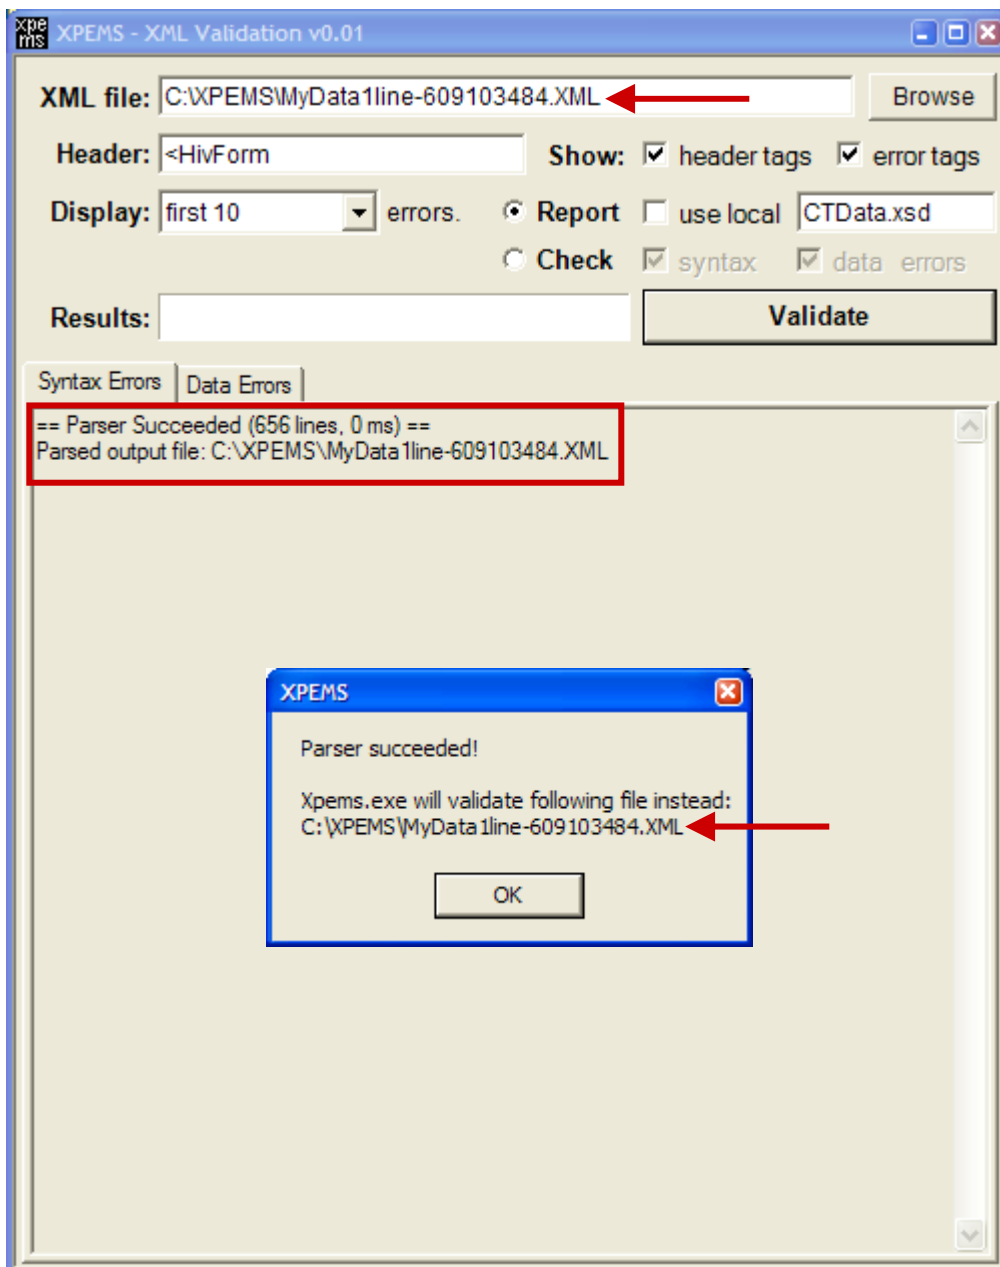 xpe
ms XPEMS - XML Validation v0.01
XML file: C:\XPEMS\MyData1line-609103484.XML Browse
Header: <HivForm Show: header tags error tags
Display: first 10 errors. Report use local CTData.xsd
Check syntax data errors
Results: Validate
Syntax Errors Data Errors
== Parser Succeeded (656 lines, 0 ms) ==
Parsed output file: C:\XPEMS\MyData1line-609103484.XML
XPEMS
Parser succeeded!
Xpems.exe will validate following file instead:
C:\XPEMS\MyData1line-609103484.XML
OK